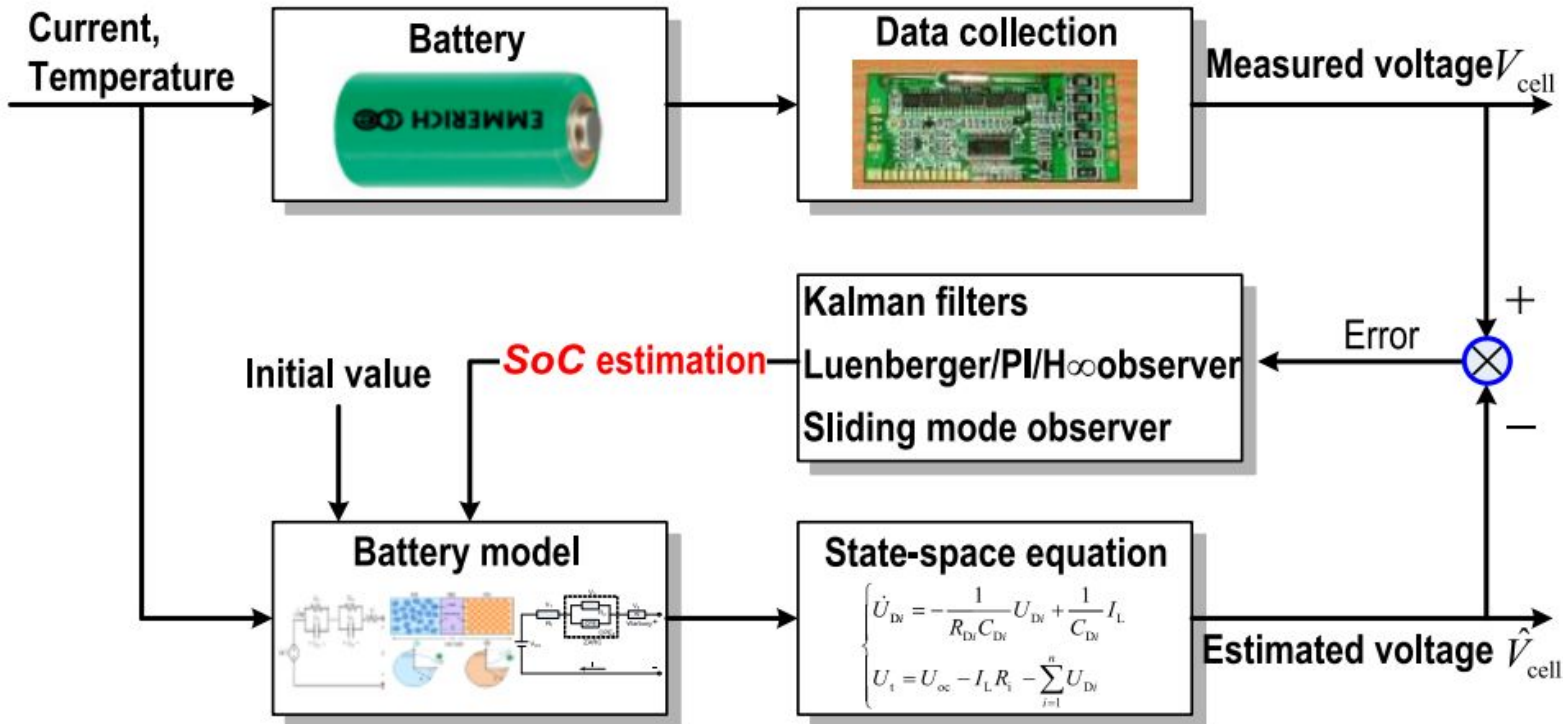 Current,
Temperature
Battery
EMMERICH
Data collection
Measured voltage V_cell
Kalman filters
Luenberger/PI/H∞observer
Sliding mode observer
SoC estimation
Error
+
−
Initial value
Battery model
State-space equation
U̇_Di = − 1/(R_Di C_Di) U_Di + 1/C_Di I_L
U_t = U_oc − I_L R_i − ∑_{i=1}^{n} U_Di
Estimated voltage V̂_cell